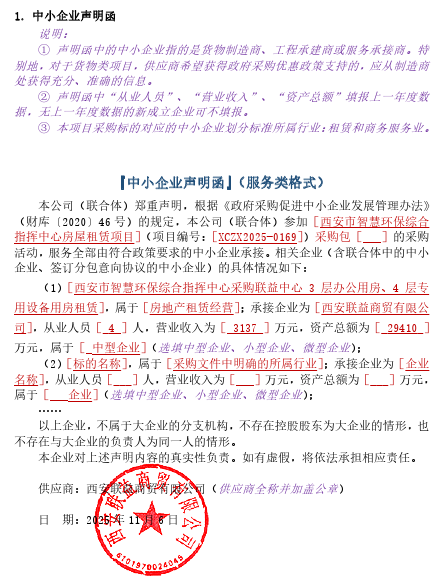 1. 中小企业声明函
说明：
① 声明函中的中小企业指的是货物制造商、工程承建商或服务承接商。特
别地，对于货物类项目，供应商希望获得政府采购优惠政策支持的，应从制造商
处获得充分、准确的信息。
② 声明函中“从业人员”、“营业收入”、“资产总额”填报上一年度数
据，无上一年度数据的新成立企业可不填报。
③ 本项目采购标的对应的中小企业划分标准所属行业：租赁和商务服务业。
『中小企业声明函』（服务类格式）
本公司（联合体）郑重声明，根据《政府采购促进中小企业发展管理办法》
（财库〔2020〕46 号）的规定，本公司（联合体）参加［西安市智慧环保综合
指挥中心房屋租赁项目］（项目编号：［XCZX2025-0169］）采购包［___］的采购
活动，服务全部由符合政策要求的中小企业承接。相关企业（含联合体中的中小
企业、签订分包意向协议的中小企业）的具体情况如下：
（1）［西安市智慧环保综合指挥中心采购联益中心 3 层办公用房、4 层专
用设备用房租赁］，属于［房地产租赁经营］；承接企业为［西安联益商贸有限公
司］，从业人员［ 4 ］人，营业收入为［ 3137 ］万元，资产总额为［ 29410 ］
万元，属于［ 中型企业］（选填中型企业、小型企业、微型企业）；
（2）［标的名称］，属于［采购文件中明确的所属行业］；承接企业为［企业
名称］，从业人员［___］人，营业收入为［___］万元，资产总额为［___］万元，
属于［___企业］（选填中型企业、小型企业、微型企业）；
……
以上企业，不属于大企业的分支机构，不存在控股股东为大企业的情形，也
不存在与大企业的负责人为同一人的情形。
本企业对上述声明内容的真实性负责。如有虚假，将依法承担相应责任。
供应商：西安联益商贸有限公司（供应商全称并加盖公章）
日 期：2025 年 11 月 6 日
西安联益商贸有限公司
6101970024049